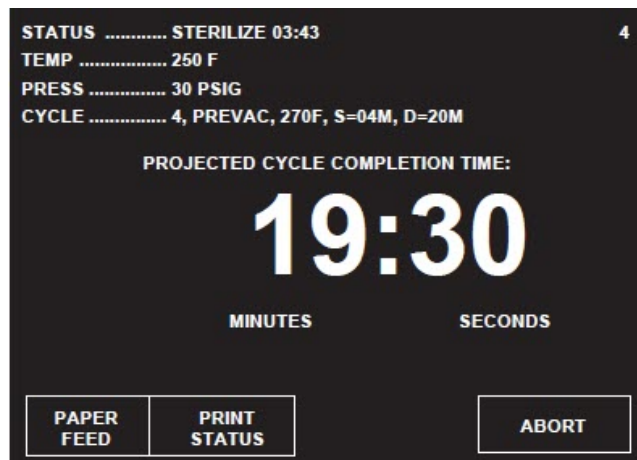 STATUS ............ STERILIZE 03:43 4
TEMP ................. 250 F
PRESS ............... 30 PSIG
CYCLE ............... 4, PREVAC, 270F, S=04M, D=20M
PROJECTED CYCLE COMPLETION TIME:
19:30
MINUTES SECONDS
PAPER FEED
PRINT STATUS
ABORT